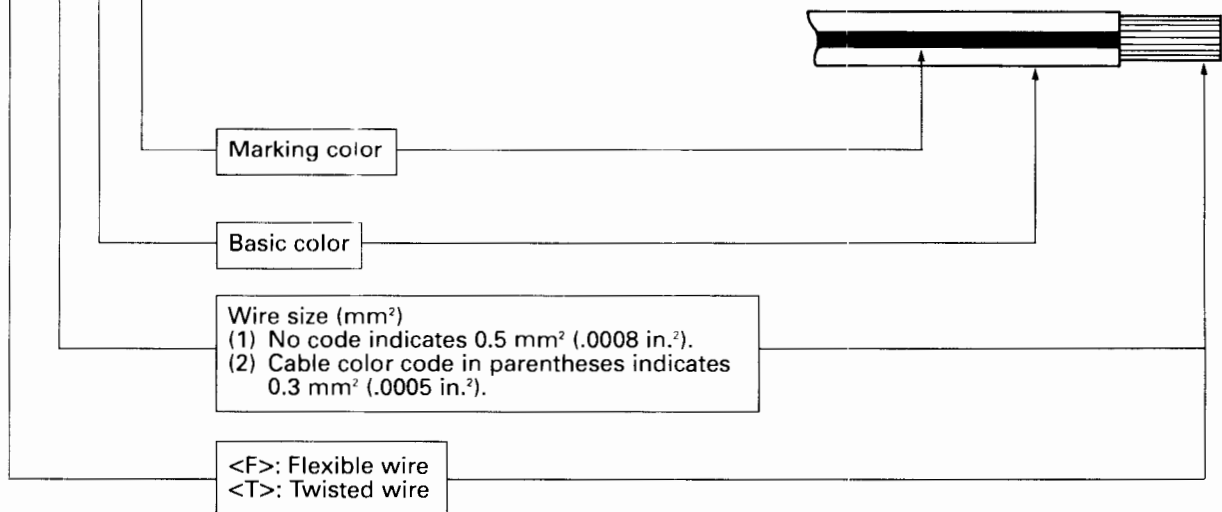 Marking color
Basic color
Wire size (mm²)
(1) No code indicates 0.5 mm² (.0008 in.²).
(2) Cable color code in parentheses indicates
0.3 mm² (.0005 in.²).
<F>: Flexible wire
<T>: Twisted wire